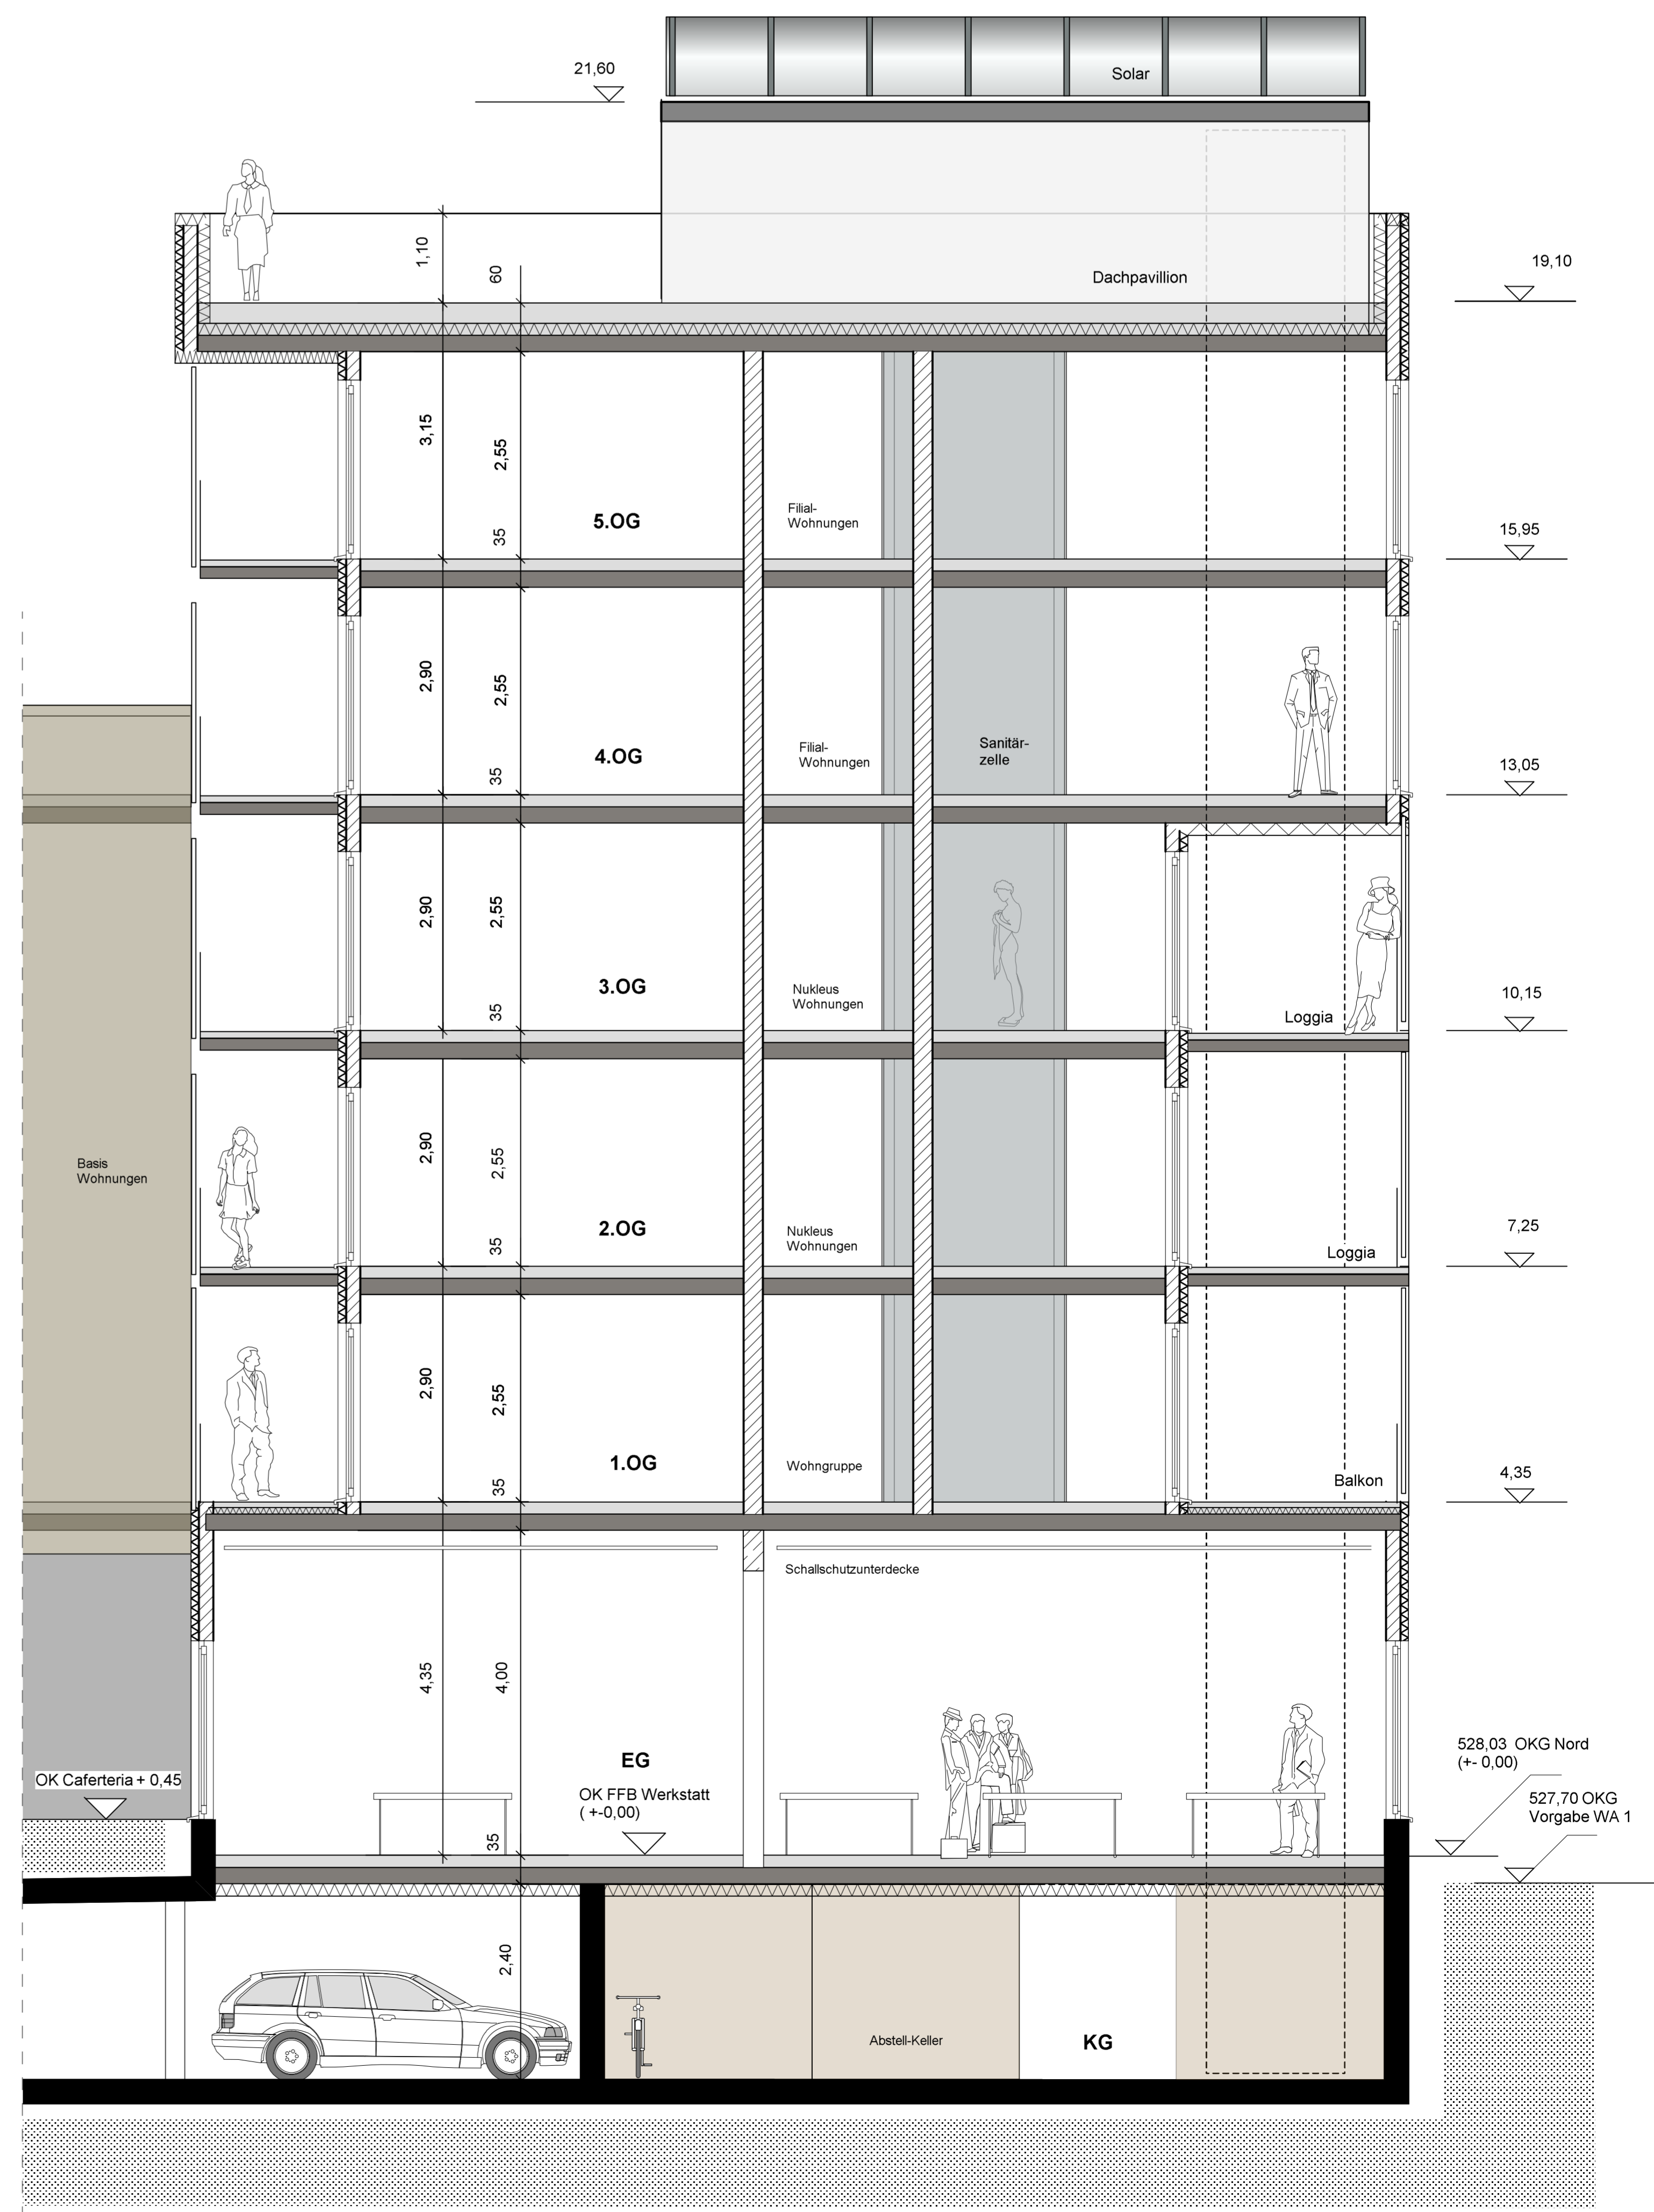 21,60
Solar
1,10
60
Dachpavillion
19,10
3,15
2,55
35
5.OG
Filial-
Wohnungen
15,95
2,90
2,55
35
4.OG
Filial-
Wohnungen
Sanitär-
zelle
13,05
2,90
2,55
35
3.OG
Nukleus
Wohnungen
Loggia
10,15
Basis
Wohnungen
2,90
2,55
35
2.OG
Nukleus
Wohnungen
Loggia
7,25
2,90
2,55
35
1.OG
Wohngruppe
Balkon
4,35
Schallschutzunterdecke
4,35
4,00
35
EG
OK FFB Werkstatt
( +-0,00)
OK Caferteria + 0,45
528,03 OKG Nord
(+- 0,00)
527,70 OKG
Vorgabe WA 1
2,40
Abstell-Keller
KG